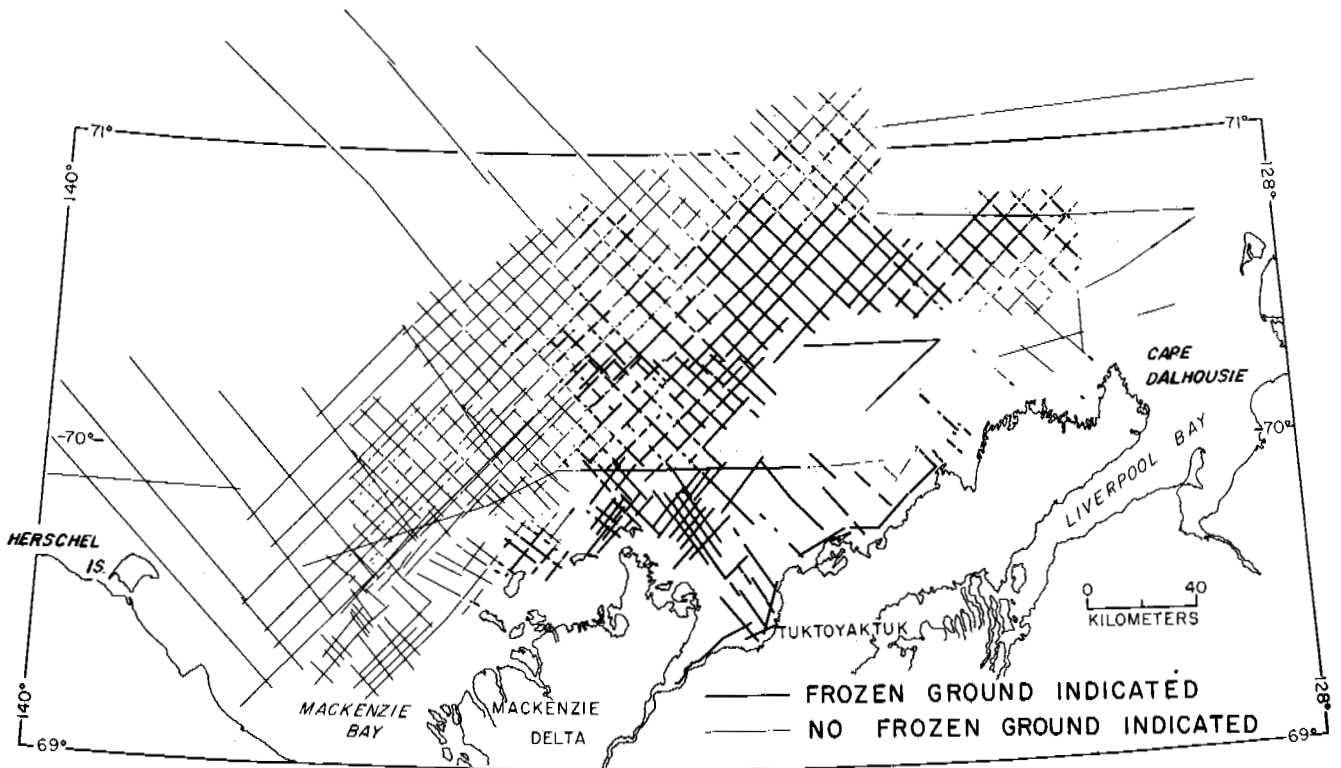 71°
71°
140°
128°
CAPE
DALHOUSIE
70°
70°
LIVERPOOL BAY
HERSCHEL
IS.
0 40
KILOMETERS
TUKTOYAKTUK
FROZEN GROUND INDICATED
MACKENZIE
BAY
MACKENZIE
DELTA
NO FROZEN GROUND INDICATED
140°
128°
69°
69°